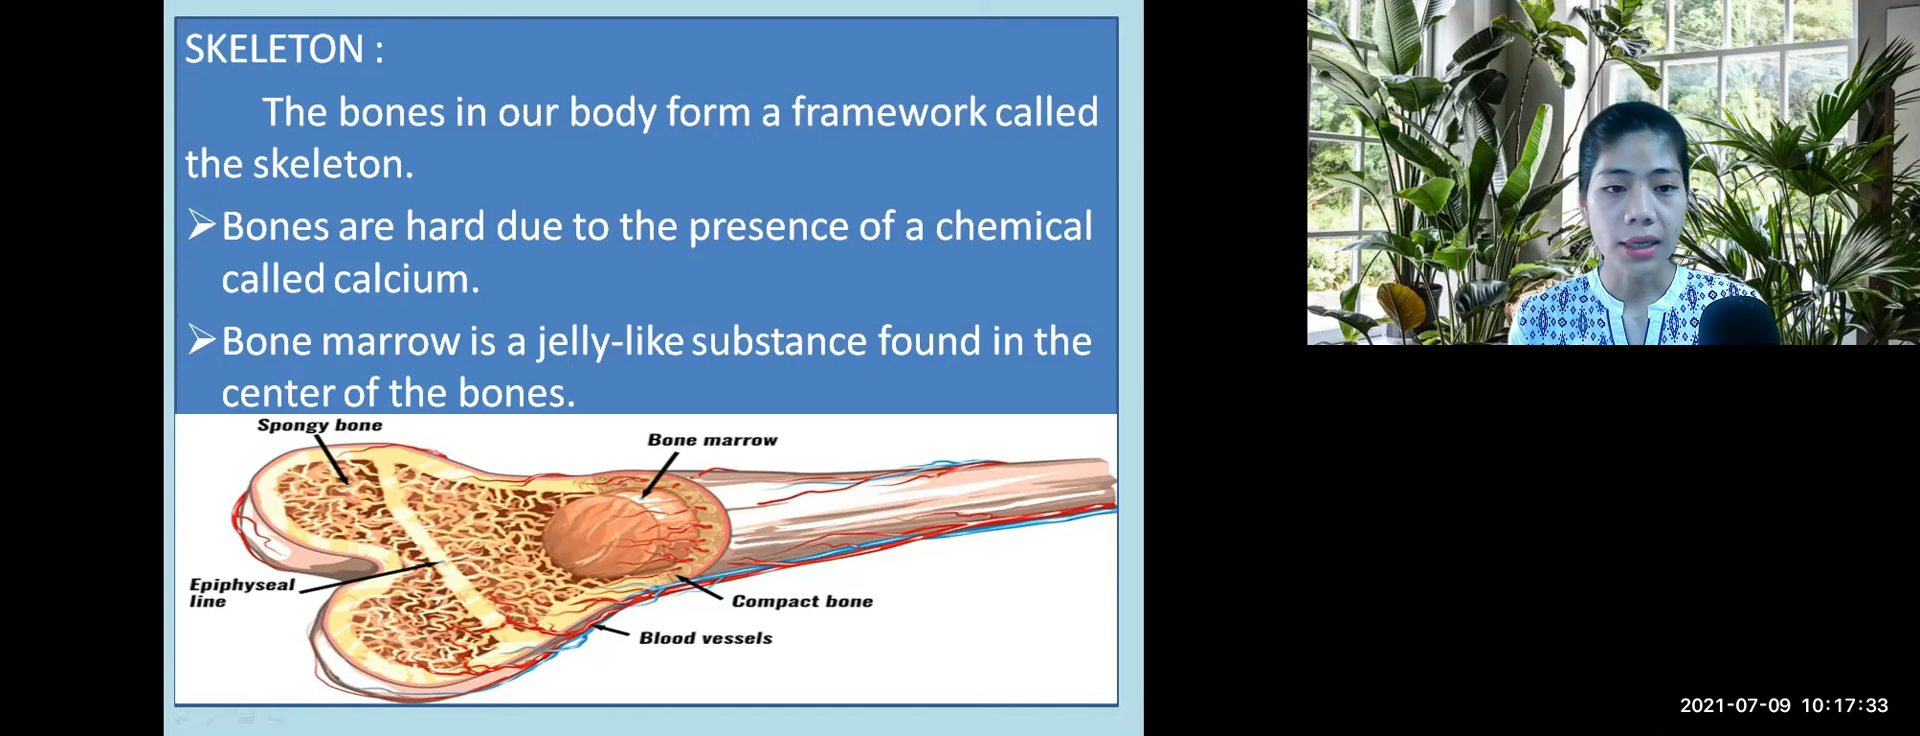 SKELETON :
The bones in our body form a framework called
the skeleton.
➢Bones are hard due to the presence of a chemical
called calcium.
➢Bone marrow is a jelly-like substance found in the
center of the bones.
Spongy bone
Bone marrow
Epiphyseal
line
Compact bone
Blood vessels
2021-07-09 10:17:33